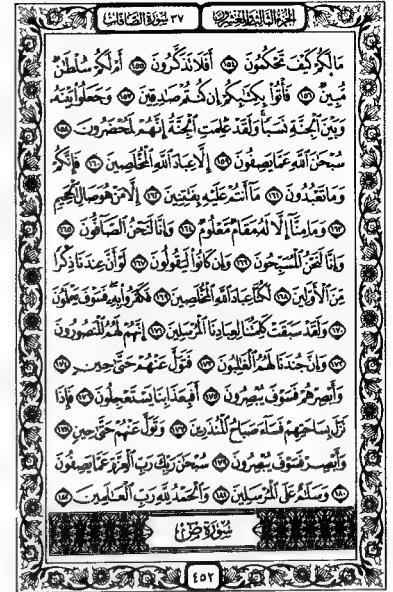 الجزء الثالث والعشرون
٣٧ سورة الصافات
مَا لَكُمْ كَيْفَ تَحْكُمُونَ ١٥٤ أَفَلَا تَذَكَّرُونَ ١٥٥ أَمْ لَكُمْ سُلْطَانٌ
مُّبِينٌ ١٥٦ فَأْتُوا بِكِتَابِكُمْ إِن كُنتُمْ صَادِقِينَ ١٥٧ وَجَعَلُوا بَيْنَهُ
وَبَيْنَ الْجِنَّةِ نَسَبًا وَلَقَدْ عَلِمَتِ الْجِنَّةُ إِنَّهُمْ لَمُحْضَرُونَ ١٥٨
سُبْحَانَ اللَّهِ عَمَّا يَصِفُونَ ١٥٩ إِلَّا عِبَادَ اللَّهِ الْمُخْلَصِينَ ١٦٠ فَإِنَّكُمْ
وَمَا تَعْبُدُونَ ١٦١ مَا أَنتُمْ عَلَيْهِ بِفَاتِنِينَ ١٦٢ إِلَّا مَنْ هُوَ صَالِ الْجَحِيمِ
١٦٣ وَمَا مِنَّا إِلَّا لَهُ مَقَامٌ مَّعْلُومٌ ١٦٤ وَإِنَّا لَنَحْنُ الصَّافُّونَ ١٦٥
وَإِنَّا لَنَحْنُ الْمُسَبِّحُونَ ١٦٦ وَإِن كَانُوا لَيَقُولُونَ ١٦٧ لَوْ أَنَّ عِندَنَا ذِكْرًا
مِّنَ الْأَوَّلِينَ ١٦٨ لَكُنَّا عِبَادَ اللَّهِ الْمُخْلَصِينَ ١٦٩ فَكَفَرُوا بِهِ فَسَوْفَ يَعْلَمُونَ
١٧٠ وَلَقَدْ سَبَقَتْ كَلِمَتُنَا لِعِبَادِنَا الْمُرْسَلِينَ ١٧١ إِنَّهُمْ لَهُمُ الْمَنصُورُونَ
١٧٢ وَإِنَّ جُندَنَا لَهُمُ الْغَالِبُونَ ١٧٣ فَتَوَلَّ عَنْهُمْ حَتَّى حِينٍ ١٧٤
وَأَبْصِرْهُمْ فَسَوْفَ يُبْصِرُونَ ١٧٥ أَفَبِعَذَابِنَا يَسْتَعْجِلُونَ ١٧٦ فَإِذَا
نَزَلَ بِسَاحَتِهِمْ فَسَاءَ صَبَاحُ الْمُنذَرِينَ ١٧٧ وَتَوَلَّ عَنْهُمْ حَتَّى حِينٍ ١٧٨
وَأَبْصِرْ فَسَوْفَ يُبْصِرُونَ ١٧٩ سُبْحَانَ رَبِّكَ رَبِّ الْعِزَّةِ عَمَّا يَصِفُونَ
١٨٠ وَسَلَامٌ عَلَى الْمُرْسَلِينَ ١٨١ وَالْحَمْدُ لِلَّهِ رَبِّ الْعَالَمِينَ ١٨٢
سُورَةُ صٓ
٤٥٢